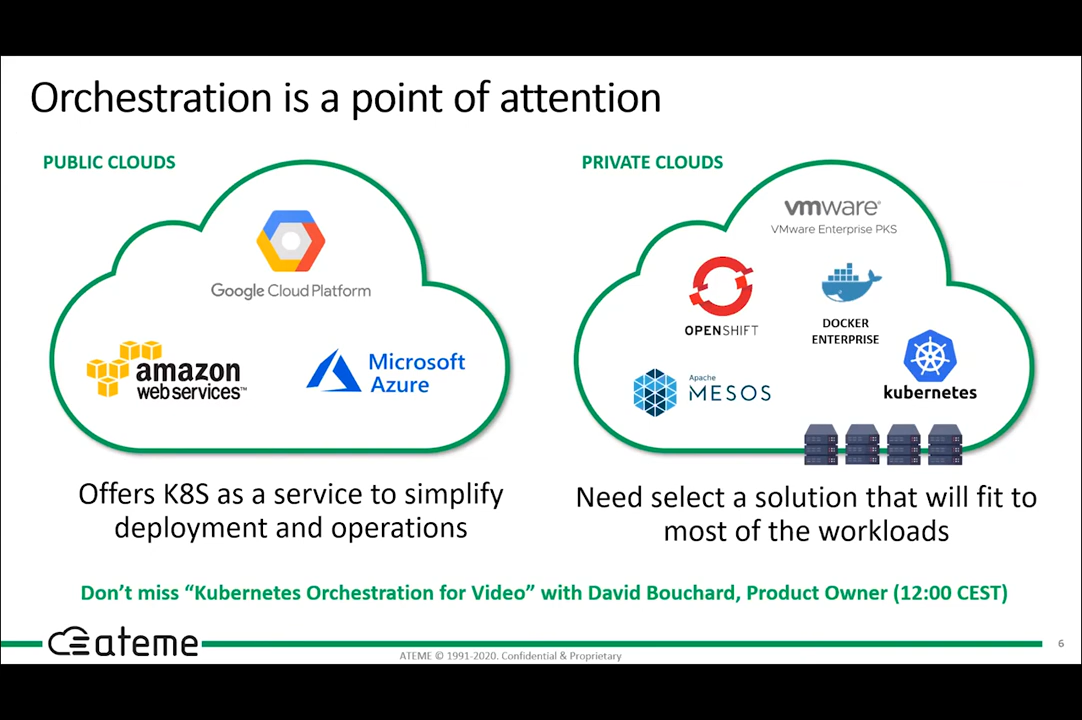 Orchestration is a point of attention
PUBLIC CLOUDS
Google Cloud Platform
amazon
web services™
Microsoft
Azure
Offers K8S as a service to simplify
deployment and operations
PRIVATE CLOUDS
vmware®
VMware Enterprise PKS
OPENSHIFT
DOCKER
ENTERPRISE
Apache
MESOS
kubernetes
Need select a solution that will fit to
most of the workloads
Don't miss “Kubernetes Orchestration for Video” with David Bouchard, Product Owner (12:00 CEST)
ateme
ATEME © 1991-2020. Confidential & Proprietary
6